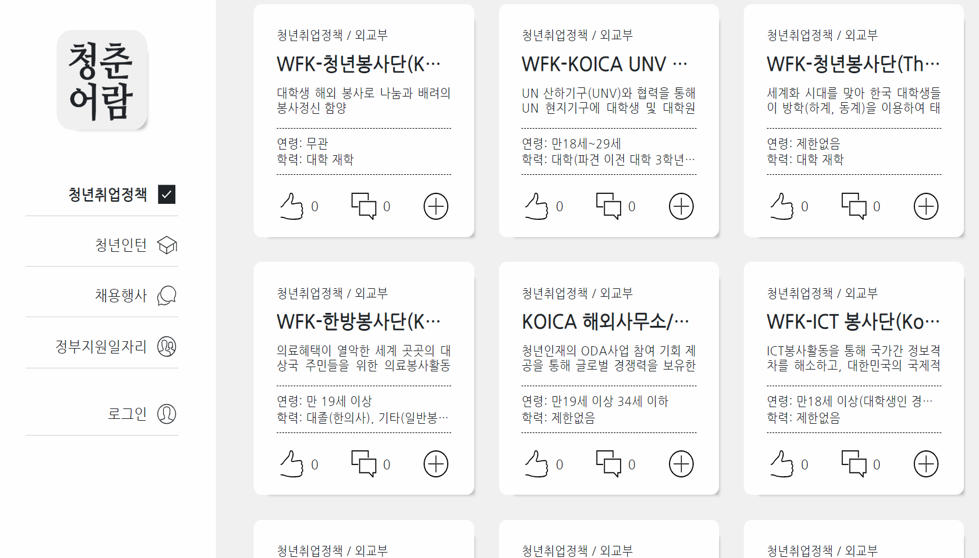 청춘
어람
청년취업정책
청년인턴
채용행사
정부지원일자리
로그인
청년취업정책 / 외교부
WFK-청년봉사단(K…
대학생 해외 봉사로 나눔과 배려의
봉사정신 함양
연령: 무관
학력: 대학 재학
0
0
청년취업정책 / 외교부
WFK-KOICA UNV …
UN 산하기구(UNV)와 협력을 통해
UN 현지기구에 대학생 및 대학원
연령: 만18세~29세
학력: 대학(파견 이전 대학 3학년…
0
0
청년취업정책 / 외교부
WFK-청년봉사단(Th…
세계화 시대를 맞아 한국 대학생들
이 방학(하계, 동계)을 이용하여 태
연령: 제한없음
학력: 대학 재학
0
0
청년취업정책 / 외교부
WFK-한방봉사단(K…
의료혜택이 열악한 세계 곳곳의 대
상국 주민들을 위한 의료봉사활동
연령: 만 19세 이상
학력: 대졸(한의사), 기타(일반봉…
0
0
청년취업정책 / 외교부
KOICA 해외사무소/…
청년인재의 ODA사업 참여 기회 제
공을 통해 글로벌 경쟁력을 보유한
연령: 만19세 이상 34세 이하
학력: 제한없음
0
0
청년취업정책 / 외교부
WFK-ICT 봉사단(Ko…
ICT봉사활동을 통해 국가간 정보격
차를 해소하고, 대한민국의 국제적
연령: 만18세 이상(대학생인 경…
학력: 제한없음
0
0
청년취업정책 / 외교부
청년취업정책 / 외교부
청년취업정책 / 외교부